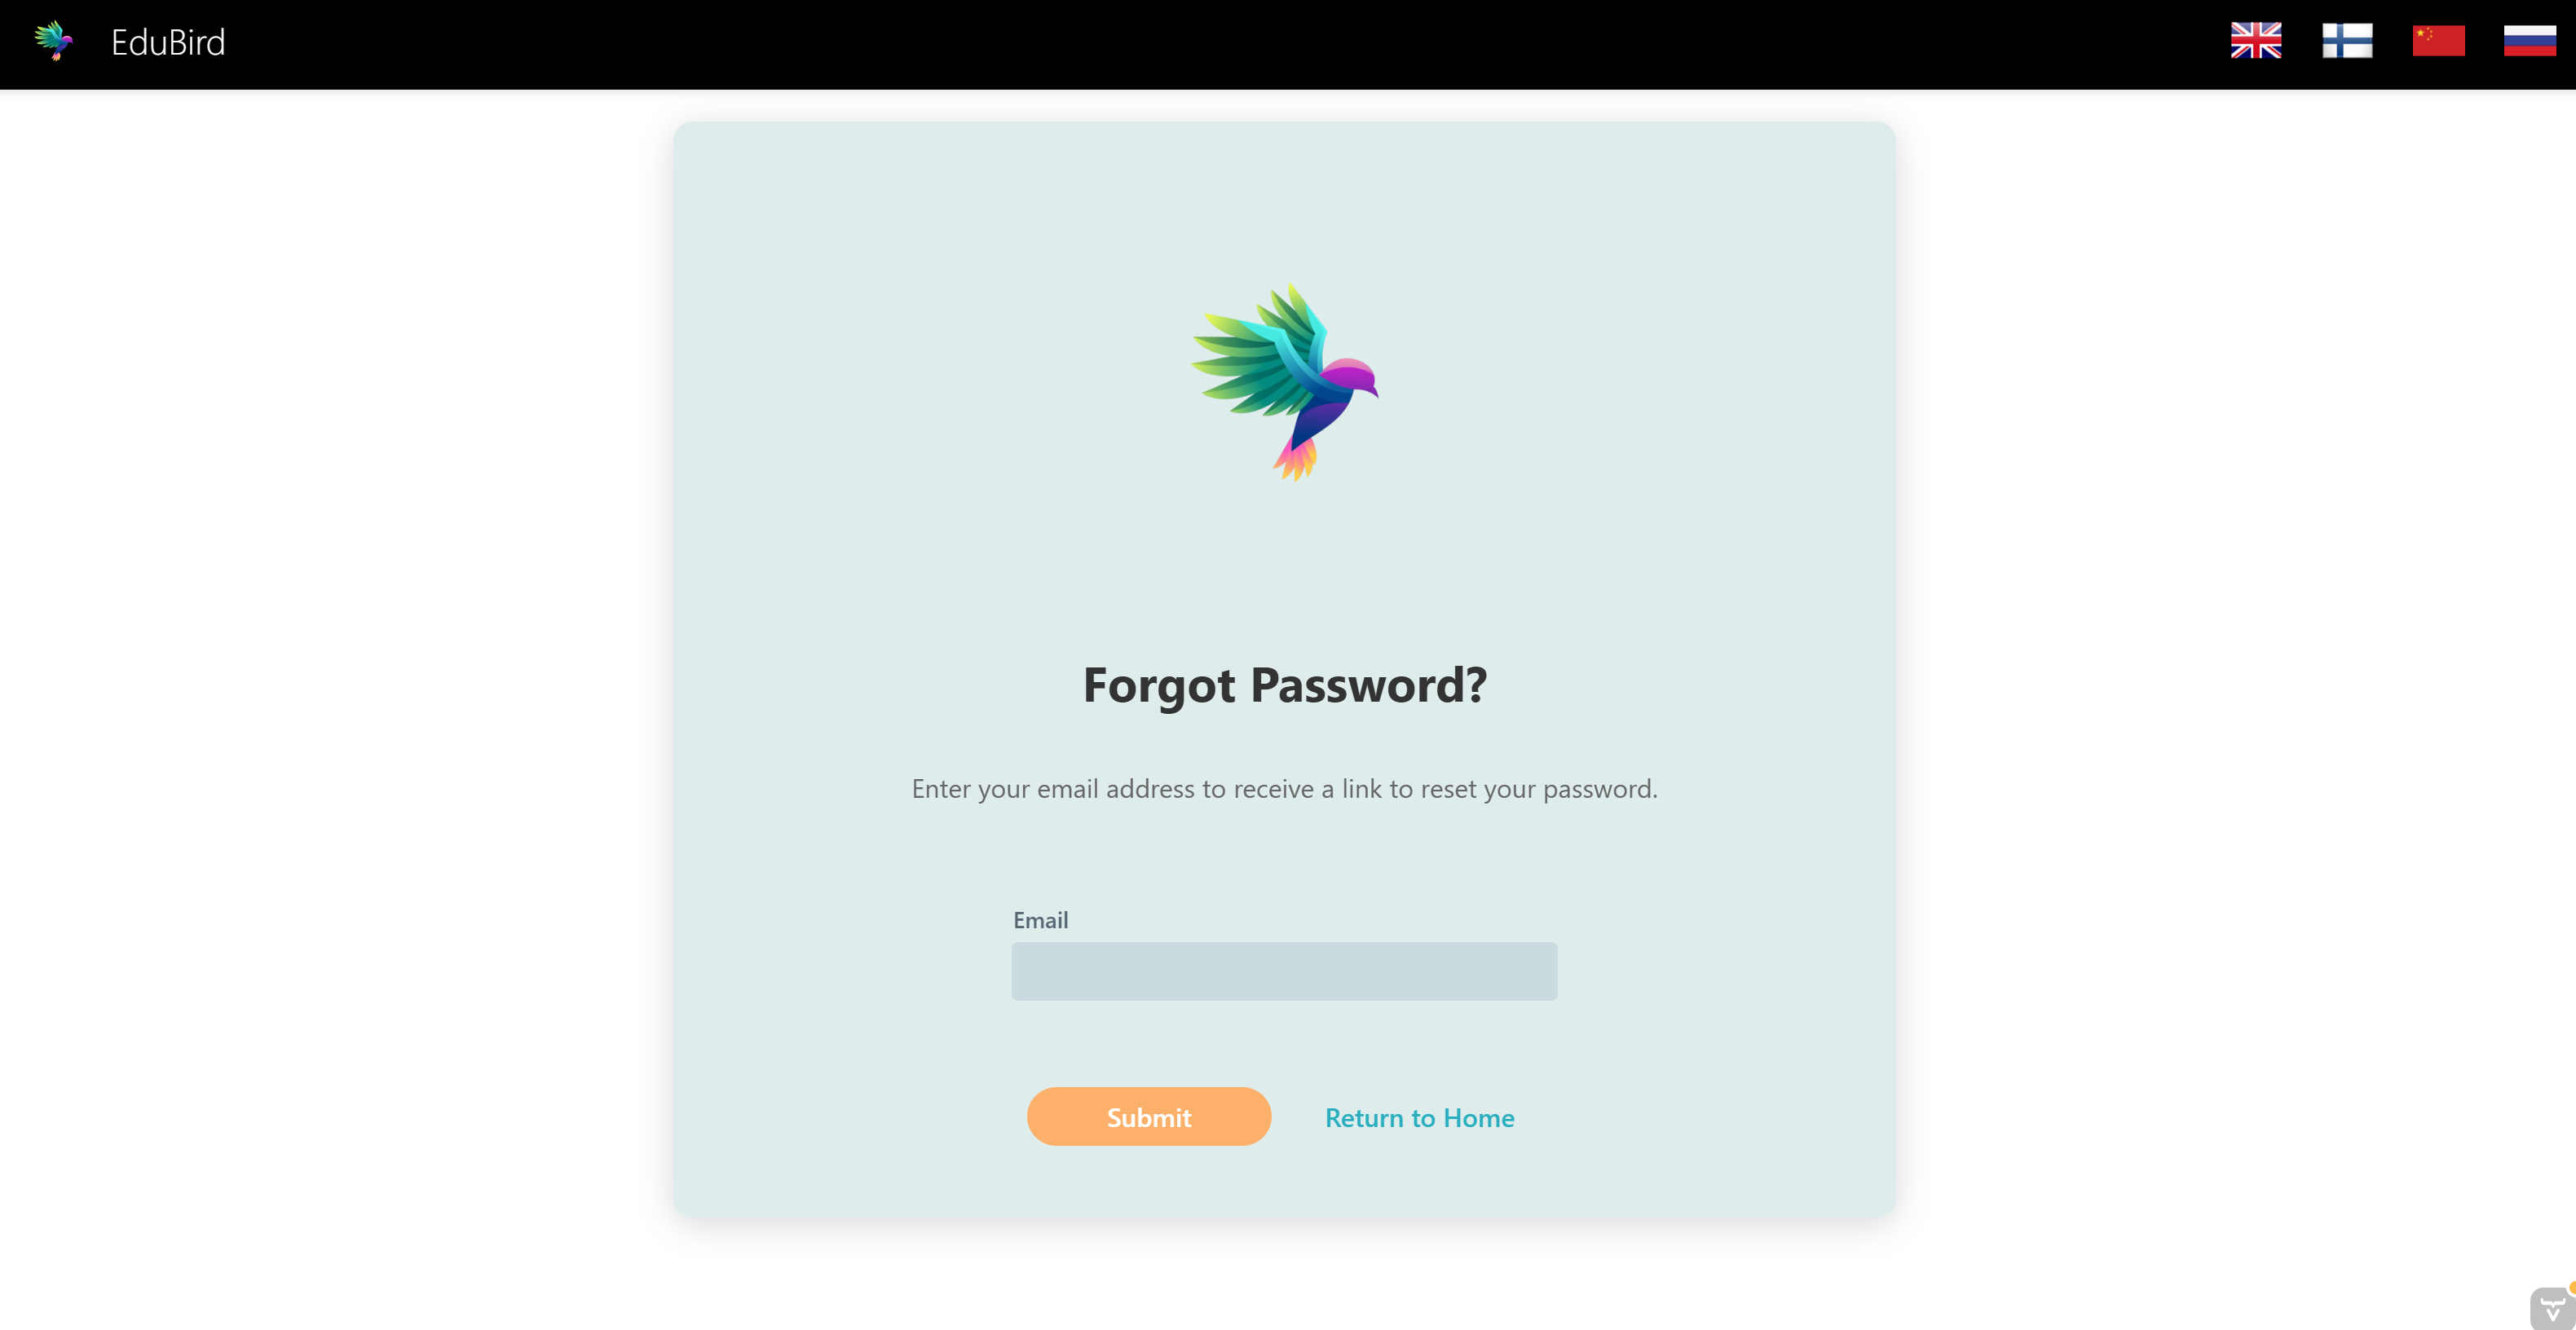 EduBird
Forgot Password?
Enter your email address to receive a link to reset your password.
Email
Submit
Return to Home